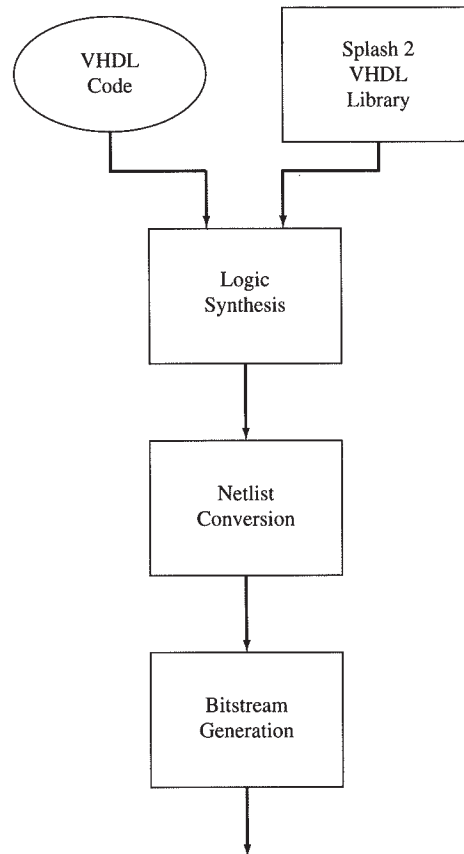 VHDL
Code
Splash 2
VHDL
Library
Logic
Synthesis
Netlist
Conversion
Bitstream
Generation